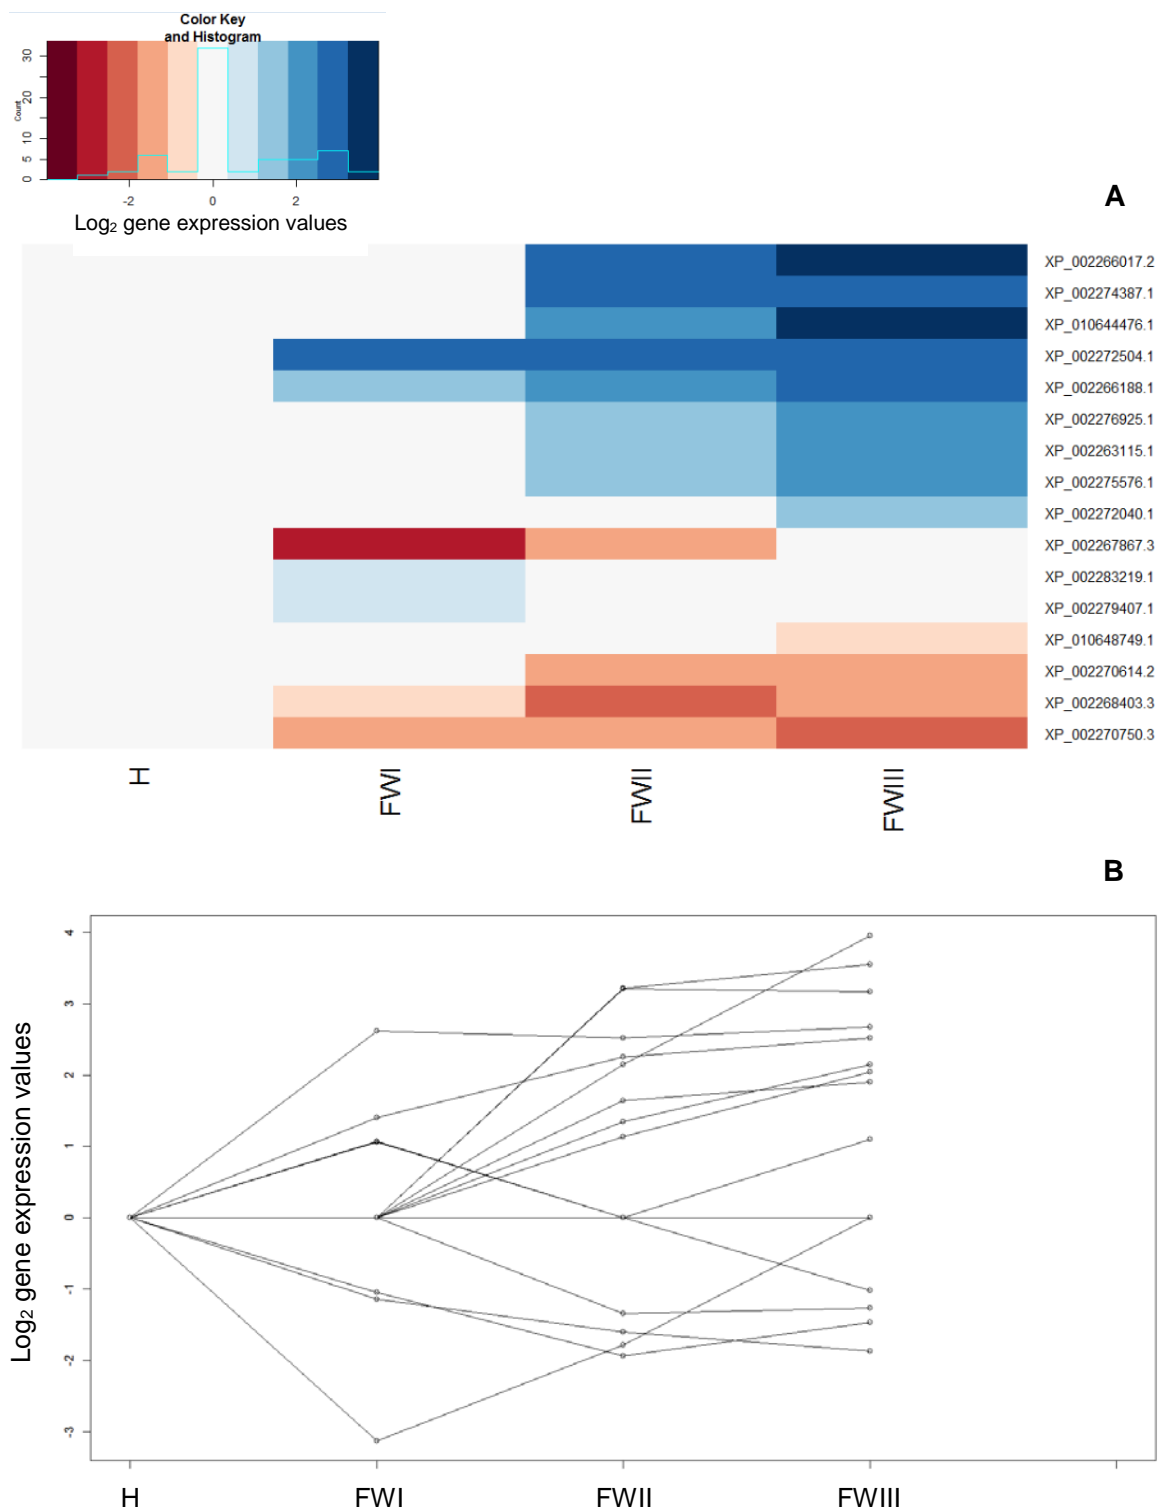 Color Key
and Histogram
Count
0 5 10 20 30
-2 0 2
Log₂ gene expression values
A
XP_002266017.2
XP_002274387.1
XP_010644476.1
XP_002272504.1
XP_002266188.1
XP_002276925.1
XP_002263115.1
XP_002275576.1
XP_002272040.1
XP_002267867.3
XP_002283219.1
XP_002279407.1
XP_010648749.1
XP_002270614.2
XP_002268403.3
XP_002270750.3
H FWI FWII FWIII
B
Log₂ gene expression values
4
3
2
1
0
-1
-2
-3
H FWI FWII FWIII